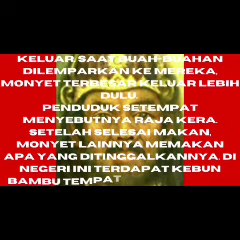 KELUAR. SAAT BUAH-BUAHAN
DILEMPARKAN KE MEREKA,
MONYET TERBESAR KELUAR LEBIH
DULU.
PENDUDUK SETEMPAT
MENYEBUTNYA RAJA KERA.
SETELAH SELESAI MAKAN,
MONYET LAINNYA MEMAKAN
APA YANG DITINGGALKANNYA. DI
NEGERI INI TERDAPAT KEBUN
BAMBU TEMPAT